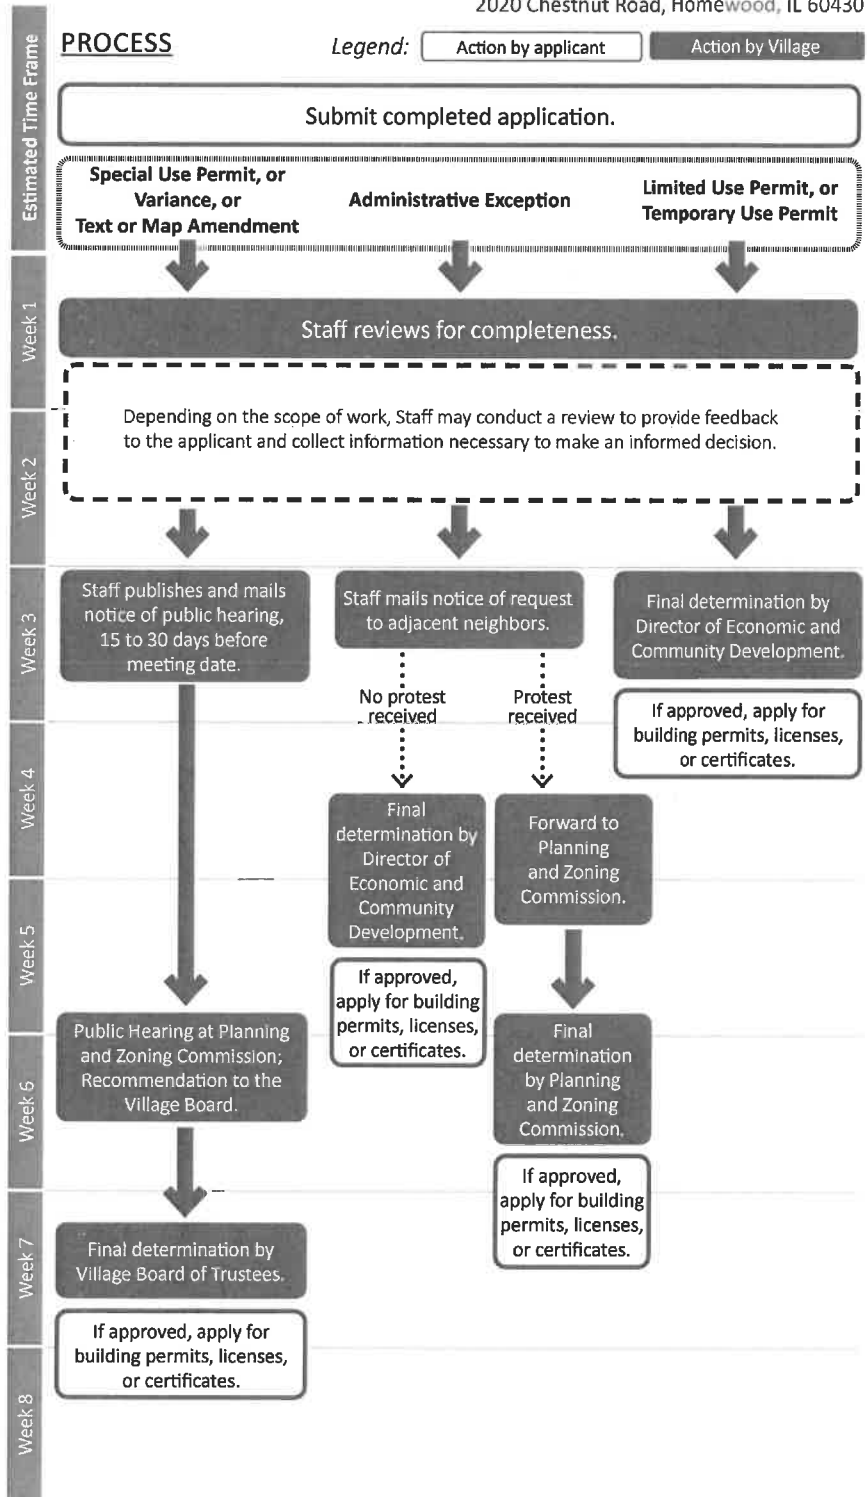 2020 Chestnut Road, Homewood, IL 60430
PROCESS
Legend:
Action by applicant
Action by Village
Estimated Time Frame
Submit completed application.
Special Use Permit, or
Variance, or
Text or Map Amendment
Administrative Exception
Limited Use Permit, or
Temporary Use Permit
Week 1
Staff reviews for completeness.
Depending on the scope of work, Staff may conduct a review to provide feedback
to the applicant and collect information necessary to make an informed decision.
Week 2
Week 3
Staff publishes and mails
notice of public hearing,
15 to 30 days before
meeting date.
Staff mails notice of request
to adjacent neighbors.
Final determination by
Director of Economic and
Community Development.
No protest
received
Protest
received
If approved, apply for
building permits, licenses,
or certificates.
Week 4
Final
determination by
Director of
Economic and
Community
Development.
Forward to
Planning
and Zoning
Commission.
Week 5
If approved,
apply for building
permits, licenses,
or certificates.
Public Hearing at Planning
and Zoning Commission;
Recommendation to the
Village Board.
Final
determination
by Planning
and Zoning
Commission.
Week 6
If approved,
apply for building
permits, licenses,
or certificates.
Week 7
Final determination by
Village Board of Trustees.
If approved, apply for
building permits, licenses,
or certificates.
Week 8